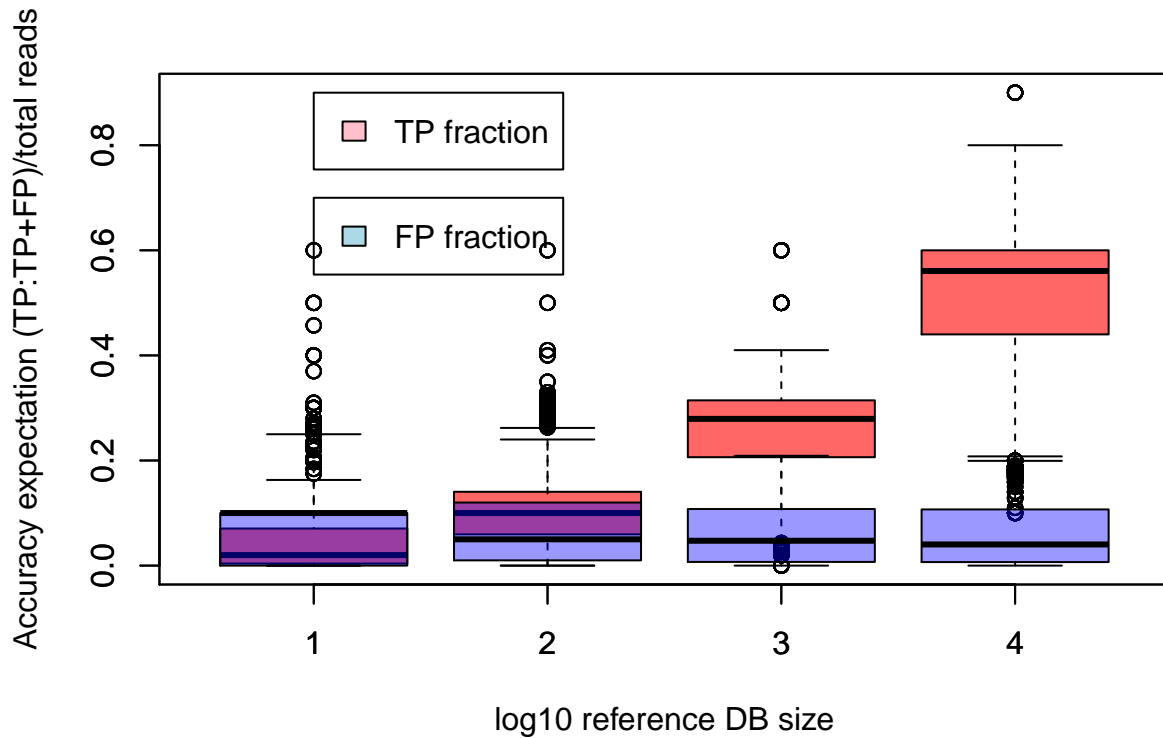 Accuracy expectation (TP:TP+FP)/total reads
0.8
0.6
0.4
0.2
0.0
TP fraction
FP fraction
1 2 3 4
log10 reference DB size